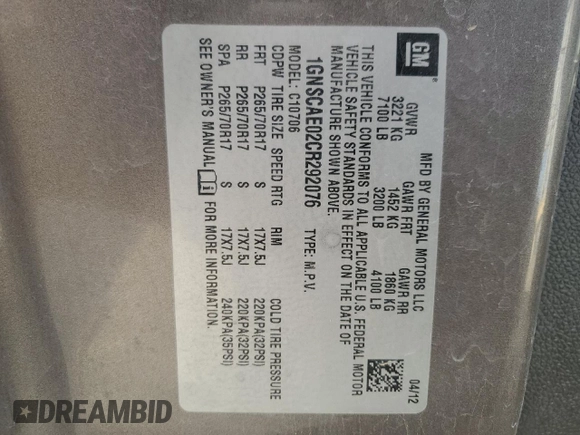 GM
MFD BY GENERAL MOTORS LLC
04/12
GVWR GAWR FRT GAWR RR
3221 KG 1452 KG 1860 KG
7100 LB 3200 LB 4100 LB
THIS VEHICLE CONFORMS TO ALL APPLICABLE U.S. FEDERAL MOTOR
VEHICLE SAFETY STANDARDS IN EFFECT ON THE DATE OF
MANUFACTURE SHOWN ABOVE.
1GNSCAE02CR292076 TYPE: M.P.V.
MODEL: C10706
CDPW TIRE SIZE SPEED RTG RIM COLD TIRE PRESSURE
FRT P265/70R17 S 17X7.5J 220KPA(32PSI)
RR P265/70R17 S 17X7.5J 220KPA(32PSI)
SPA P265/70R17 S 17X7.5J 240KPA(35PSI)
SEE OWNER'S MANUAL i FOR MORE INFORMATION.
DREAMBID